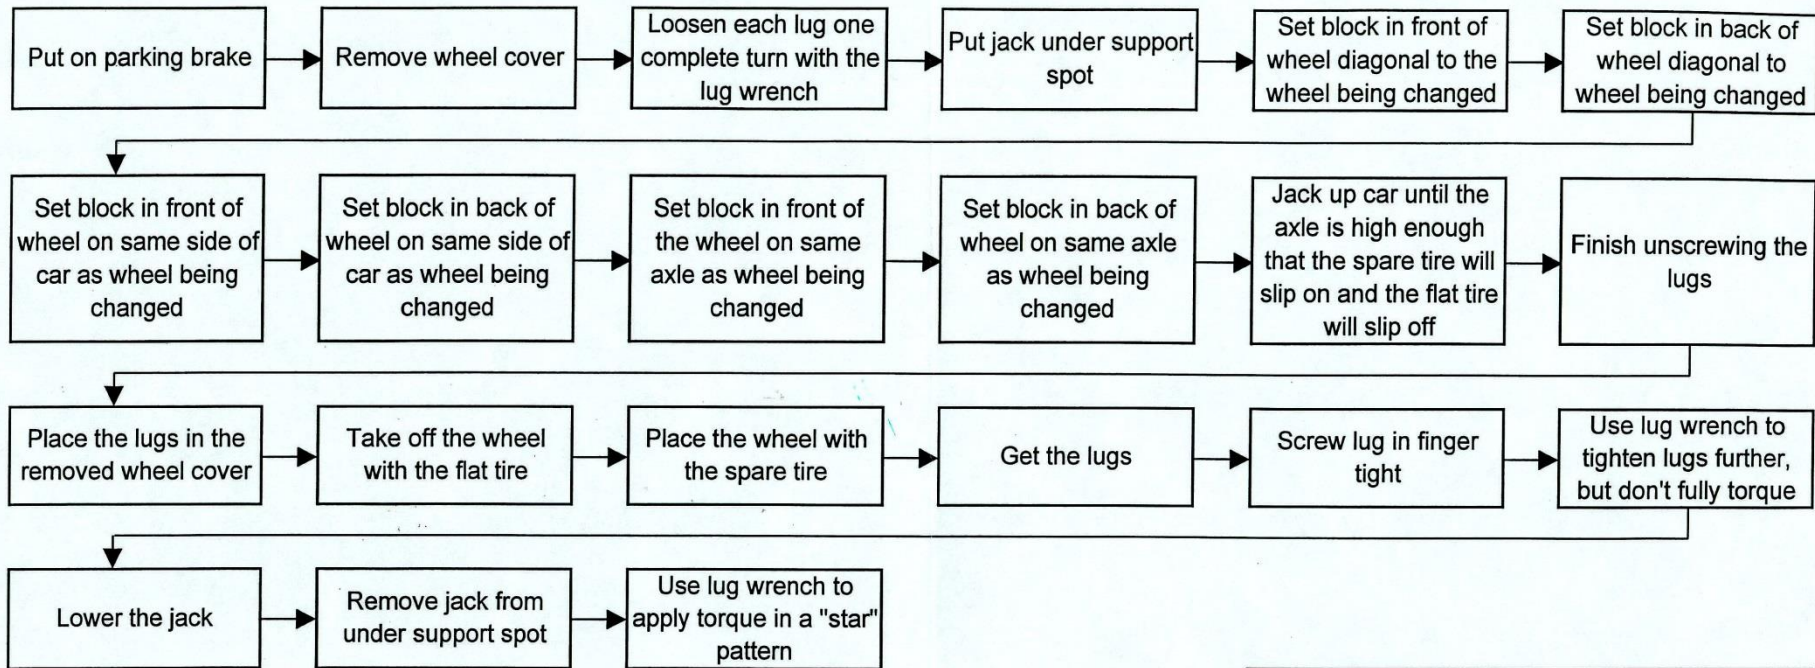 Put on parking brake
Remove wheel cover
Loosen each lug one
complete turn with the
lug wrench
Put jack under support
spot
Set block in front of
wheel diagonal to the
wheel being changed
Set block in back of
wheel diagonal to
wheel being changed
Set block in front of
wheel on same side of
car as wheel being
changed
Set block in back of
wheel on same side of
car as wheel being
changed
Set block in front of
the wheel on same
axle as wheel being
changed
Set block in back of
wheel on same axle
as wheel being
changed
Jack up car until the
axle is high enough
that the spare tire will
slip on and the flat tire
will slip off
Finish unscrewing the
lugs
Place the lugs in the
removed wheel cover
Take off the wheel
with the flat tire
Place the wheel with
the spare tire
Get the lugs
Screw lug in finger
tight
Use lug wrench to
tighten lugs further,
but don't fully torque
Lower the jack
Remove jack from
under support spot
Use lug wrench to
apply torque in a "star"
pattern